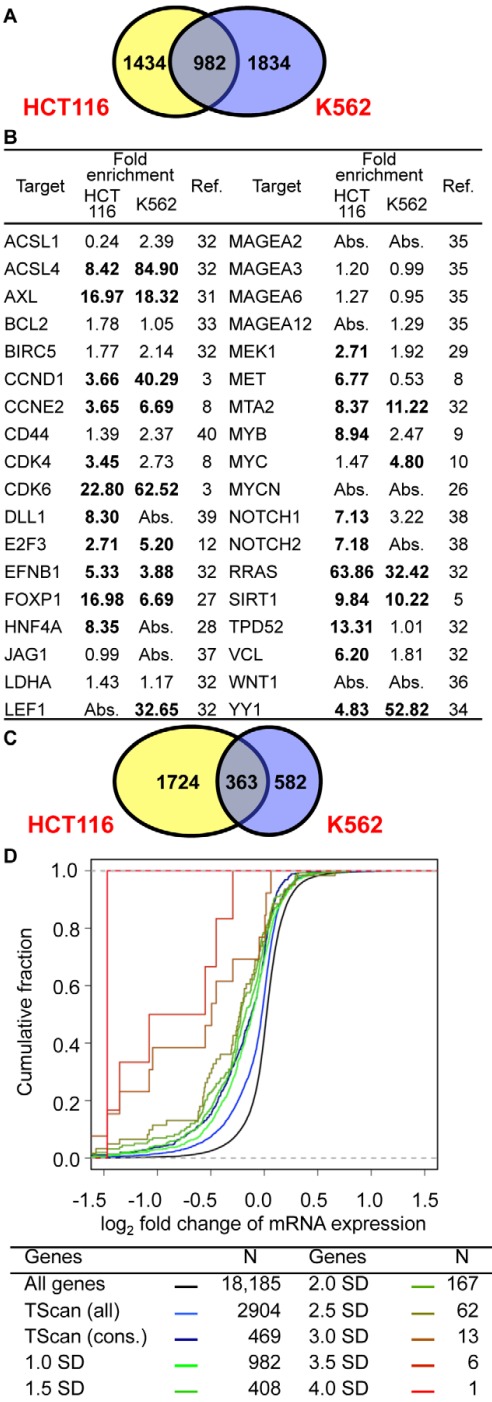 A
1434 982 1834
HCT116 K562
B
Fold enrichment Fold enrichment
Target HCT 116 K562 Ref. Target HCT 116 K562 Ref.
ACSL1 0.24 2.39 32 MAGEA2 Abs. Abs. 35
ACSL4 8.42 84.90 32 MAGEA3 1.20 0.99 35
AXL 16.97 18.32 31 MAGEA6 1.27 0.95 35
BCL2 1.78 1.05 33 MAGEA12 Abs. 1.29 35
BIRC5 1.77 2.14 32 MEK1 2.71 1.92 29
CCND1 3.66 40.29 3 MET 6.77 0.53 8
CCNE2 3.65 6.69 8 MTA2 8.37 11.22 32
CD44 1.39 2.37 40 MYB 8.94 2.47 9
CDK4 3.45 2.73 8 MYC 1.47 4.80 10
CDK6 22.80 62.52 3 MYCN Abs. Abs. 26
DLL1 8.30 Abs. 39 NOTCH1 7.13 3.22 38
E2F3 2.71 5.20 12 NOTCH2 7.18 Abs. 38
EFNB1 5.33 3.88 32 RRAS 63.86 32.42 32
FOXP1 16.98 6.69 27 SIRT1 9.84 10.22 5
HNF4A 8.35 Abs. 28 TPD52 13.31 1.01 32
JAG1 0.99 Abs. 37 VCL 6.20 1.81 32
LDHA 1.43 1.17 32 WNT1 Abs. Abs. 36
LEF1 Abs. 32.65 32 YY1 4.83 52.82 34
C
1724 363 582
HCT116 K562
D
Cumulative fraction
1.0
0.8
0.6
0.4
0.2
0.0
-1.5 -1.0 -0.5 0.0 0.5 1.0 1.5
log2 fold change of mRNA expression
Genes N Genes N
All genes 18,185 2.0 SD 167
TScan (all) 2904 2.5 SD 62
TScan (cons.) 469 3.0 SD 13
1.0 SD 982 3.5 SD 6
1.5 SD 408 4.0 SD 1